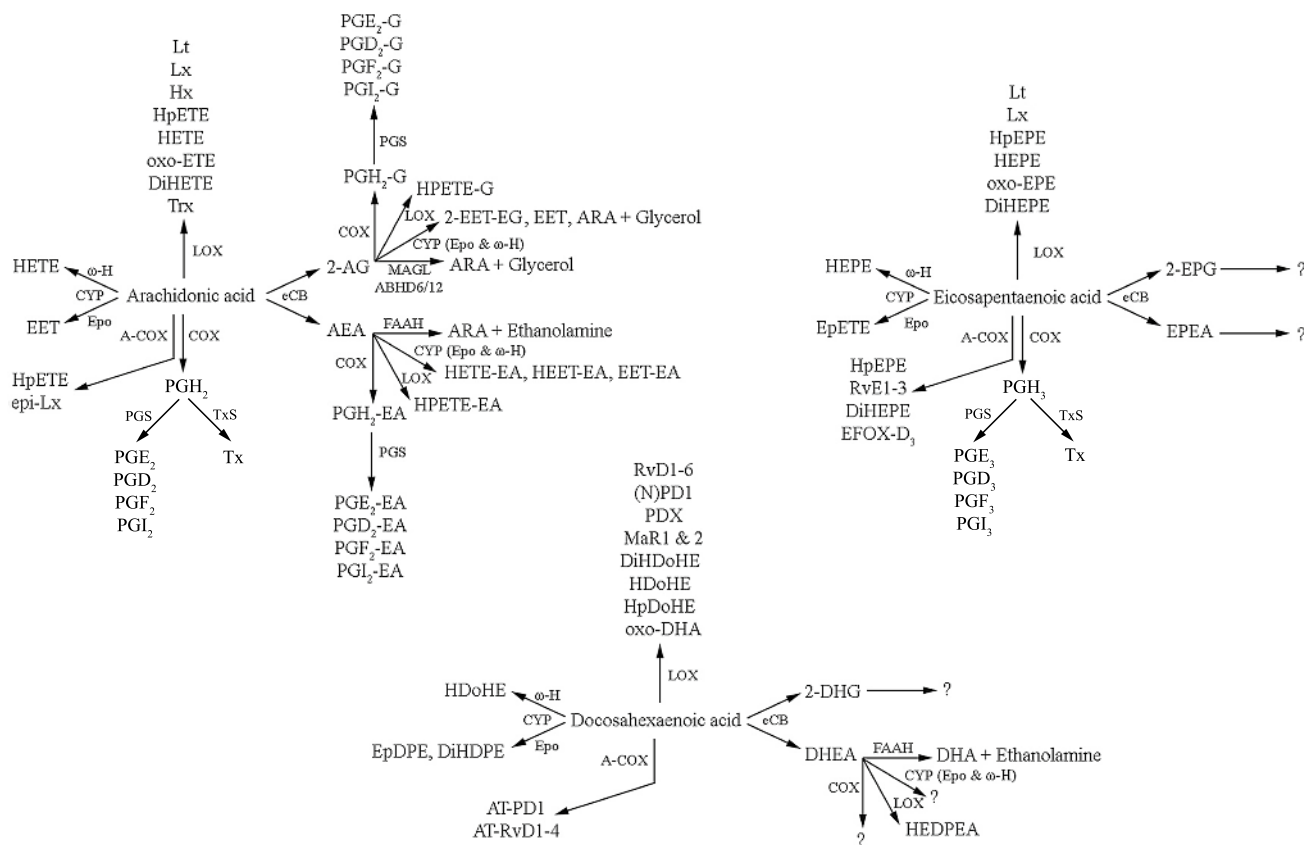 PGE₂-G
PGD₂-G
PGF₂-G
PGI₂-G
PGS
PGH₂-G
COX
HPETE-G
LOX
2-EET-EG, EET, ARA + Glycerol
CYP (Epo & ω-H)
2-AG
MAGL
ABHD6/12
ARA + Glycerol
Lt
Lx
Hx
HpETE
HETE
oxo-ETE
DiHETE
Trx
LOX
HETE
ω-H
CYP
Arachidonic acid
eCB
EET
Epo
A-COX
COX
HpETE
epi-Lx
PGH₂
PGS
TxS
PGE₂
PGD₂
PGF₂
PGI₂
Tx
AEA
FAAH
ARA + Ethanolamine
CYP (Epo & ω-H)
COX
LOX
HETE-EA, HEET-EA, EET-EA
HPETE-EA
PGH₂-EA
PGS
PGE₂-EA
PGD₂-EA
PGF₂-EA
PGI₂-EA
Lt
Lx
HpEPE
HEPE
oxo-EPE
DiHEPE
LOX
HEPE
ω-H
CYP
Eicosapentaenoic acid
eCB
2-EPG
?
EPEA
?
EpETE
Epo
A-COX
COX
HpEPE
RvE1-3
DiHEPE
EFOX-D₃
PGH₃
PGS
TxS
PGE₃
PGD₃
PGF₃
PGI₃
Tx
RvD1-6
(N)PD1
PDX
MaR1 & 2
DiHDoHE
HDoHE
HpDoHE
oxo-DHA
LOX
HDoHE
ω-H
CYP
Docosahexaenoic acid
eCB
2-DHG
?
EpDPE, DiHDPE
Epo
A-COX
AT-PD1
AT-RvD1-4
DHEA
FAAH
DHA + Ethanolamine
CYP (Epo & ω-H)
COX
LOX
?
HEDPEA
?